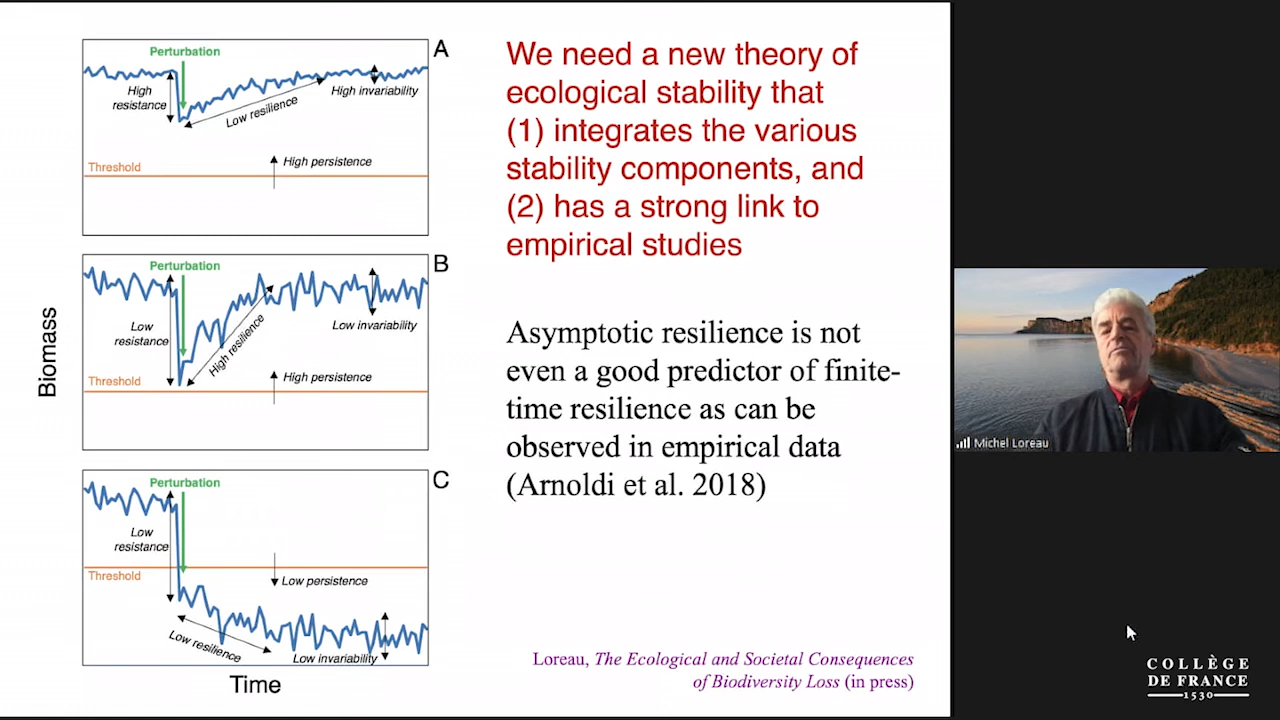 Perturbation
A
High
resistance
Low resilience
High invariability
Threshold
High persistence
Perturbation
B
Low
resistance
High resilience
Low invariability
Threshold
High persistence
Perturbation
C
Low
resistance
Threshold
Low persistence
Low resilience
Low invariability
Biomass
Time
We need a new theory of
ecological stability that
(1) integrates the various
stability components, and
(2) has a strong link to
empirical studies
Asymptotic resilience is not
even a good predictor of finite-
time resilience as can be
observed in empirical data
(Arnoldi et al. 2018)
Loreau, The Ecological and Societal Consequences
of Biodiversity Loss (in press)
Michel Loreau
COLLÈGE
DE FRANCE
1530